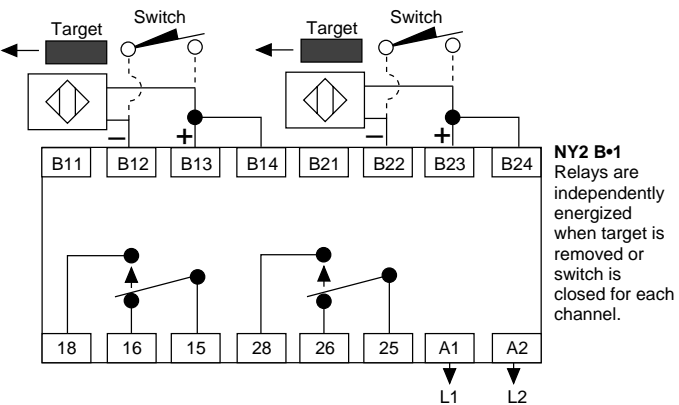 Target Switch Target Switch
− + − +
B11 B12 B13 B14 B21 B22 B23 B24
NY2 B•1
Relays are
independently
energized
when target is
removed or
switch is
closed for each
channel.
18 16 15 28 26 25 A1 A2
L1 L2